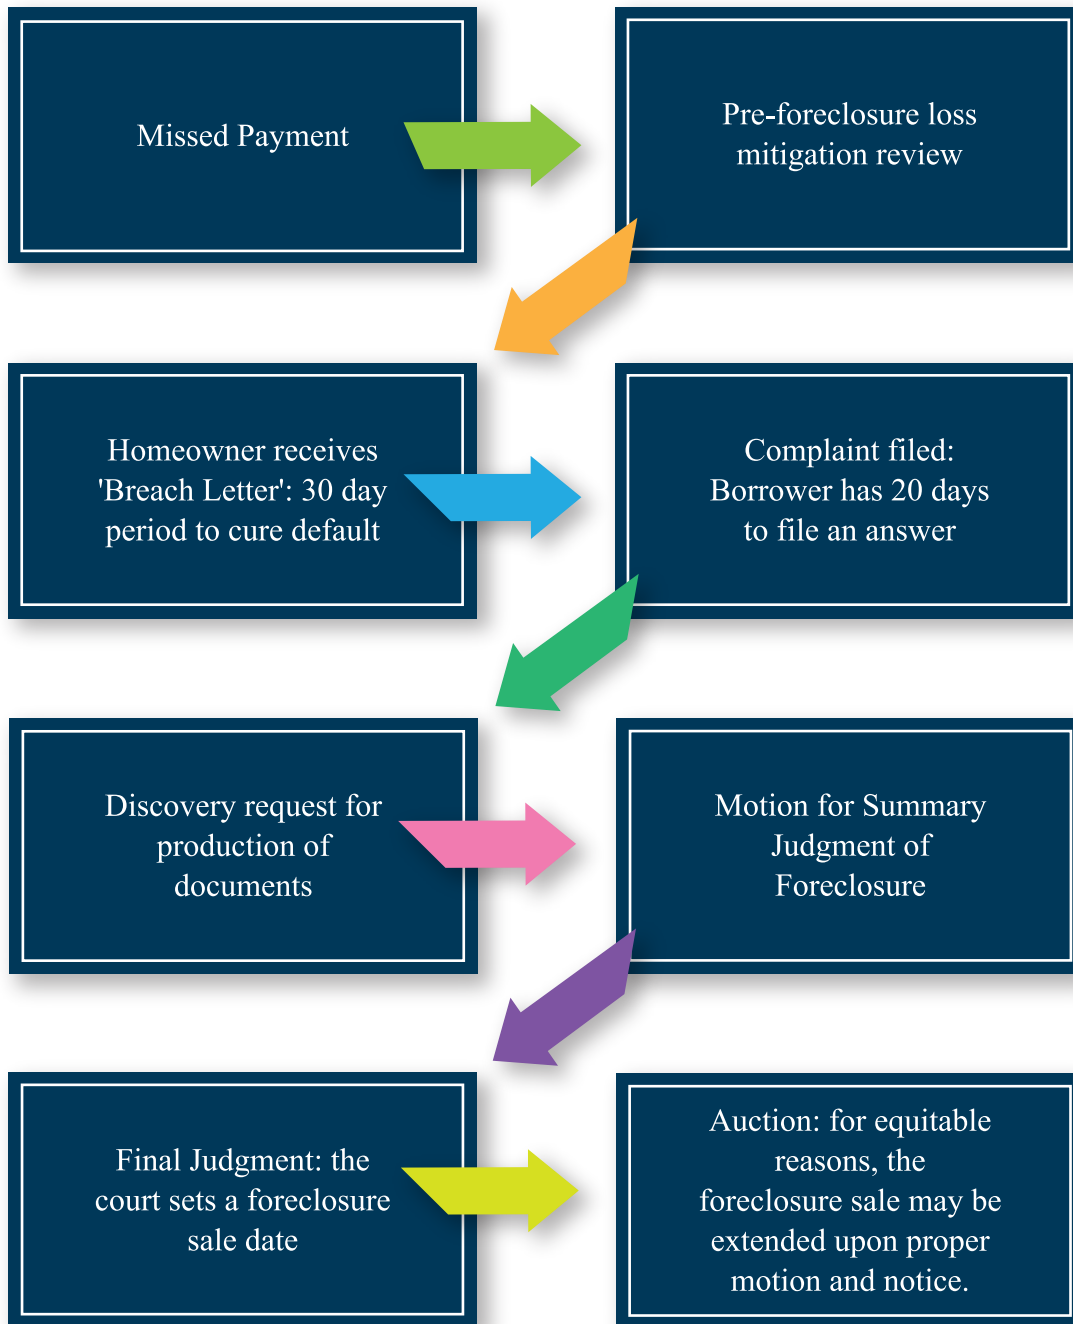 Missed Payment
Pre-foreclosure loss
mitigation review
Homeowner receives
'Breach Letter': 30 day
period to cure default
Complaint filed:
Borrower has 20 days
to file an answer
Discovery request for
production of
documents
Motion for Summary
Judgment of
Foreclosure
Final Judgment: the
court sets a foreclosure
sale date
Auction: for equitable
reasons, the
foreclosure sale may be
extended upon proper
motion and notice.